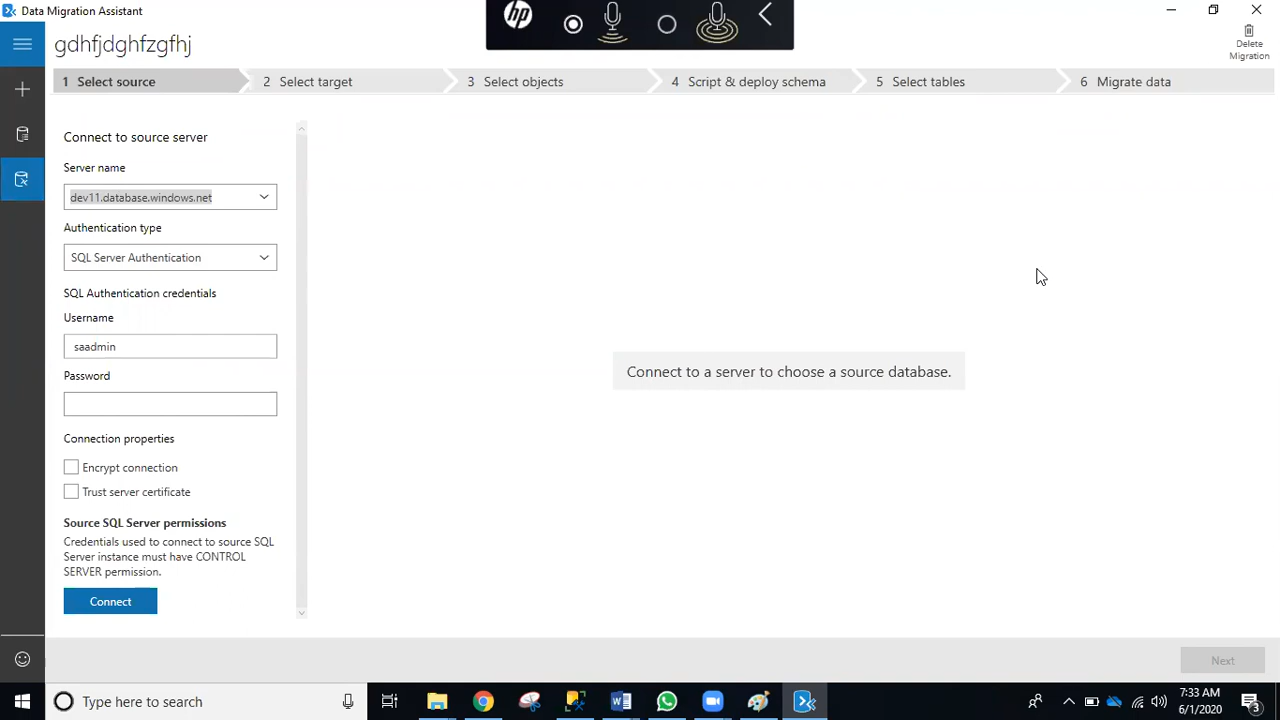 Data Migration Assistant
hp
gdhfjdghfzgfhj
Delete
Migration
1 Select source
2 Select target
3 Select objects
4 Script & deploy schema
5 Select tables
6 Migrate data
Connect to source server
Server name
dev11.database.windows.net
Authentication type
SQL Server Authentication
SQL Authentication credentials
Username
saadmin
Password
Connection properties
Encrypt connection
Trust server certificate
Source SQL Server permissions
Credentials used to connect to source SQL
Server instance must have CONTROL
SERVER permission.
Connect
Connect to a server to choose a source database.
Next
Type here to search
7:33 AM
6/1/2020
3